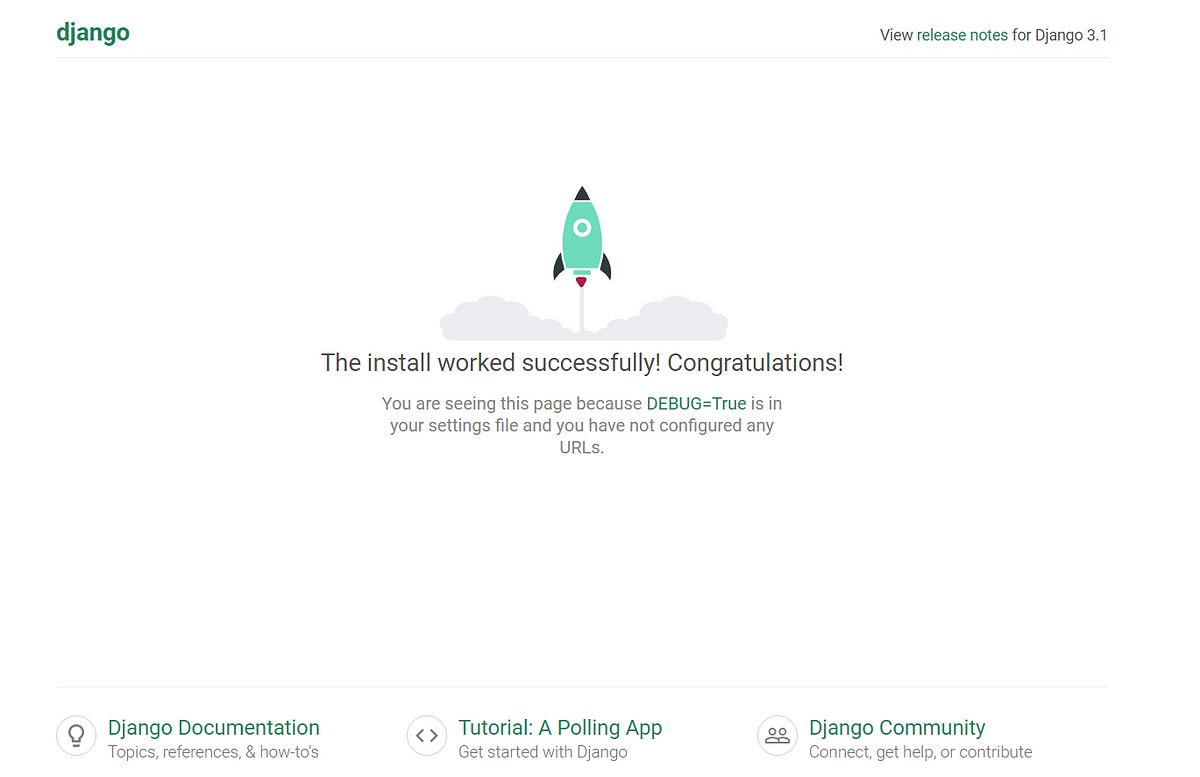 django
View release notes for Django 3.1
The install worked successfully! Congratulations!
You are seeing this page because DEBUG=True is in
your settings file and you have not configured any
URLs.
Django Documentation
Topics, references, & how-to's
Tutorial: A Polling App
Get started with Django
Django Community
Connect, get help, or contribute